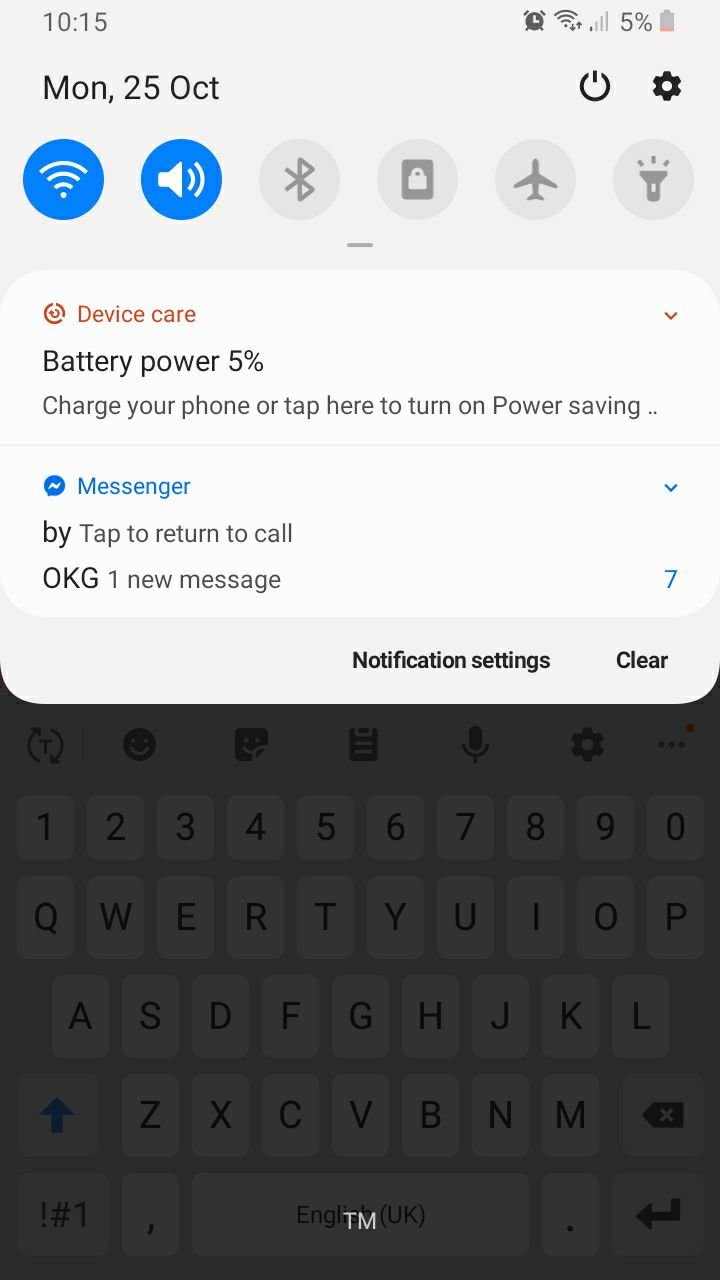 10:15 5%
Mon, 25 Oct
Device care
Battery power 5%
Charge your phone or tap here to turn on Power saving ..
Messenger
by Tap to return to call
OKG 1 new message 7
Notification settings Clear
T
1 2 3 4 5 6 7 8 9 0
Q W E R T Y U I O P
A S D F G H J K L
Z X C V B N M
!#1 , English (UK) .
TM